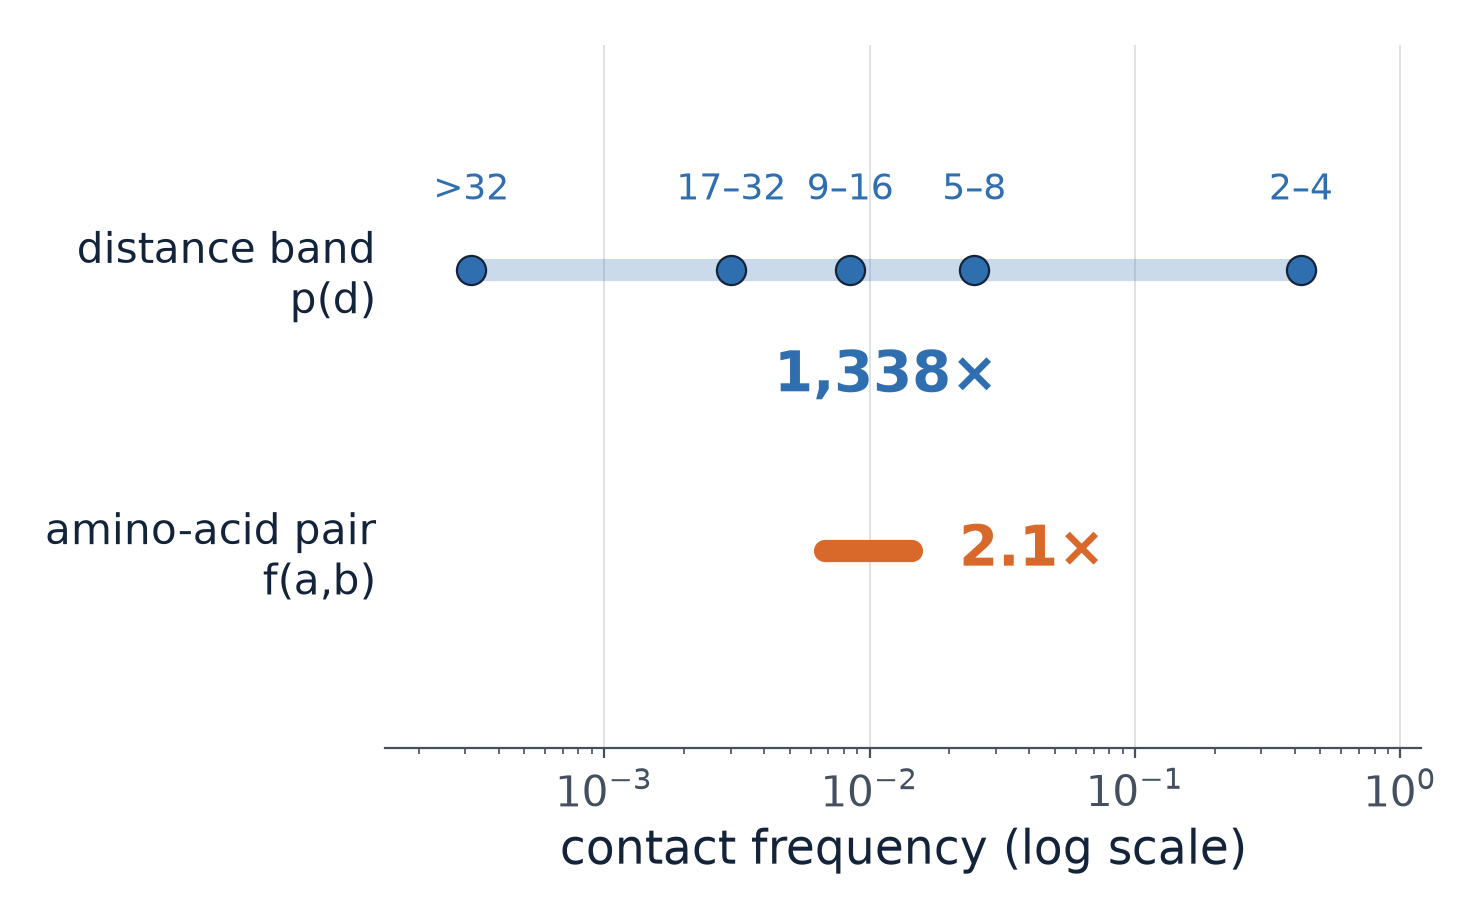 >32 17–32 9–16 5–8 2–4
distance band
p(d)
1,338×
amino-acid pair
f(a,b)
2.1×
10⁻³ 10⁻² 10⁻¹ 10⁰
contact frequency (log scale)